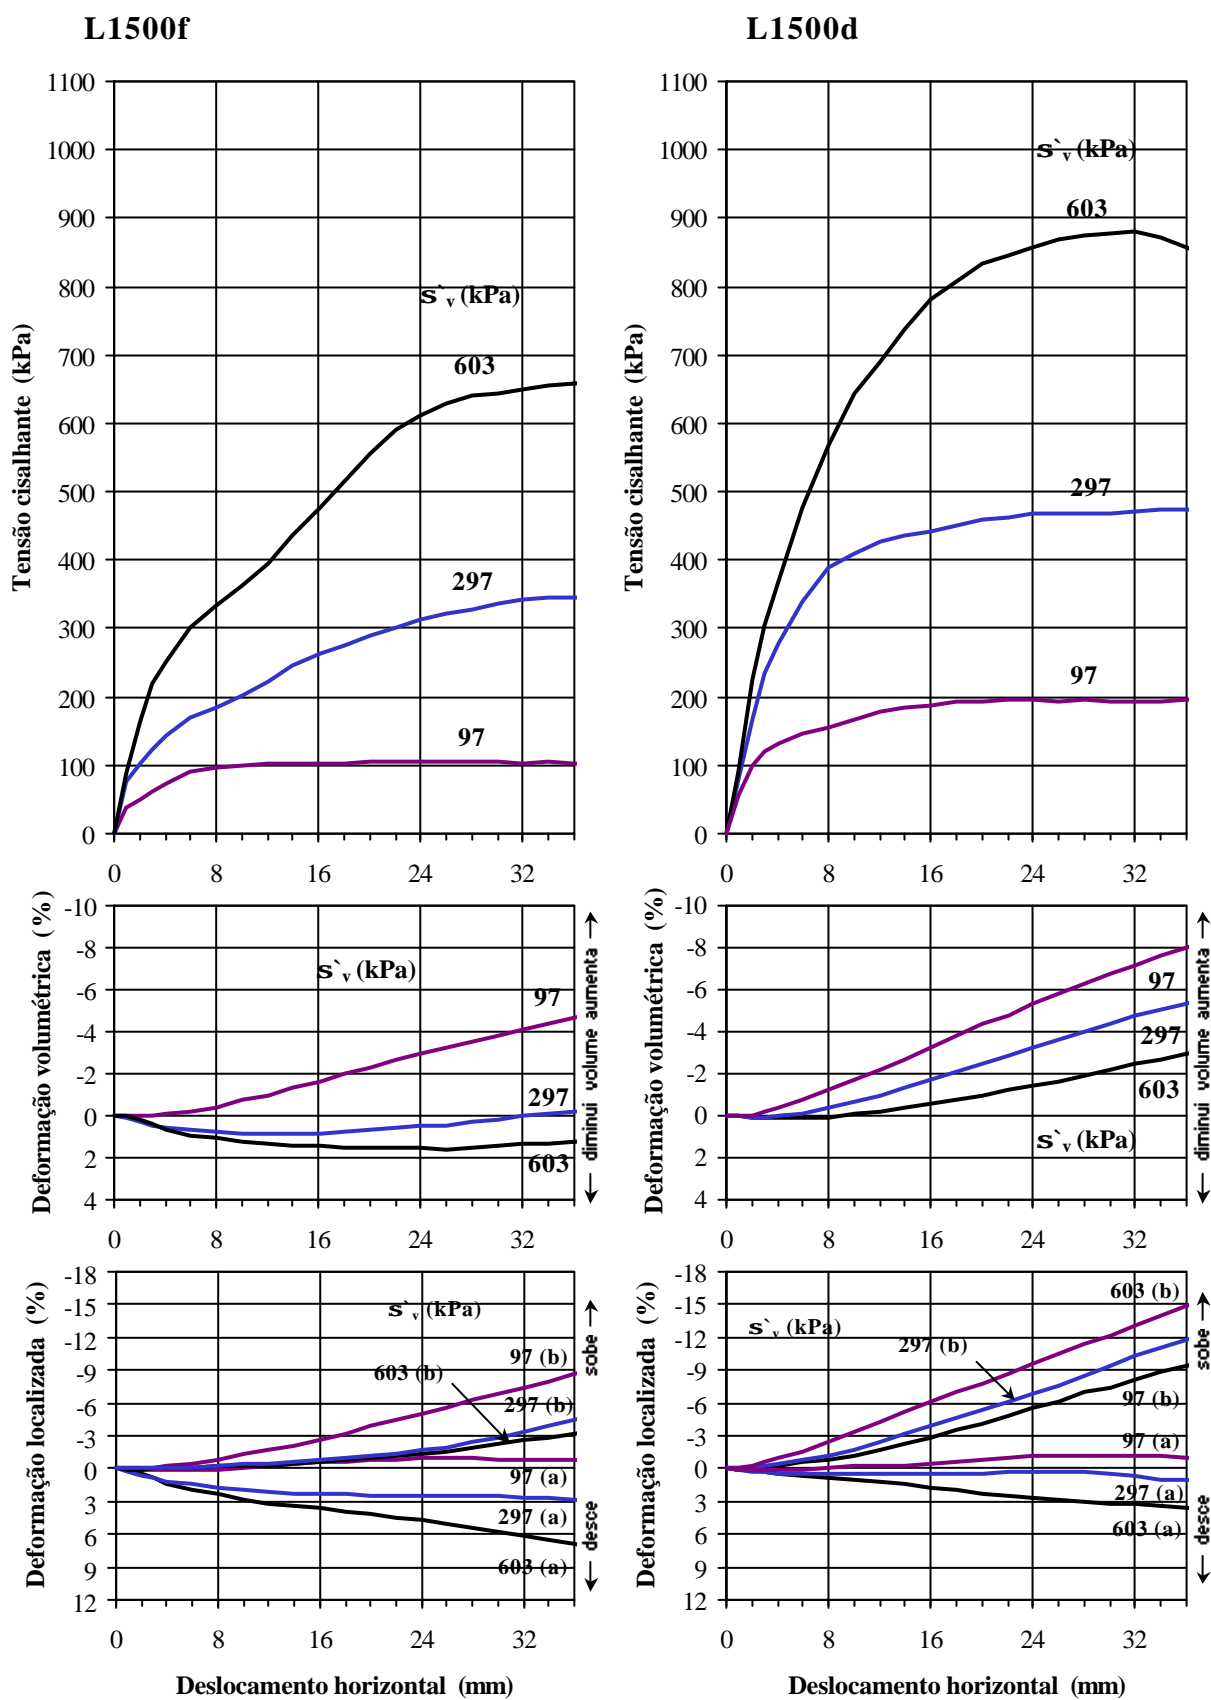 L1500f
L1500d
Tensão cisalhante (kPa)
1100
1000
900
800
700
600
500
400
300
200
100
0
s`v (kPa)
603
297
97
0 8 16 24 32
Tensão cisalhante (kPa)
1100
1000
900
800
700
600
500
400
300
200
100
0
s`v (kPa)
603
297
97
0 8 16 24 32
Deformação volumétrica (%)
-10
-8
-6
-4
-2
0
2
4
s`v (kPa)
97
297
603
0 8 16 24 32
diminui volume aumenta
Deformação volumétrica (%)
-10
-8
-6
-4
-2
0
2
4
97
297
603
s`v (kPa)
0 8 16 24 32
diminui volume aumenta
Deformação localizada (%)
-18
-15
-12
-9
-6
-3
0
3
6
9
12
s`v (kPa)
97 (b)
603 (b)
297 (b)
97 (a)
297 (a)
603 (a)
0 8 16 24 32
desce sobe
Deslocamento horizontal (mm)
Deformação localizada (%)
-18
-15
-12
-9
-6
-3
0
3
6
9
12
603 (b)
s`v (kPa)
297 (b)
97 (b)
97 (a)
297 (a)
603 (a)
0 8 16 24 32
desce sobe
Deslocamento horizontal (mm)